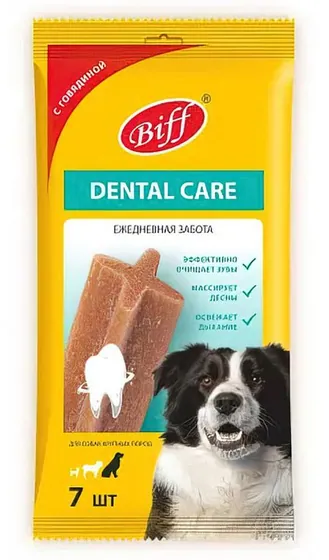 С ГОВЯДИНОЙ
Biff®
DENTAL CARE
ЕЖЕДНЕВНАЯ ЗАБОТА
ЭФФЕКТИВНО
ОЧИЩАЕТ ЗУБЫ
МАССИРУЕТ
ДЕСНЫ
ОСВЕЖАЕТ
ДЫХАНИЕ
ДЛЯ СОБАК КРУПНЫХ ПОРОД
7 ШТ